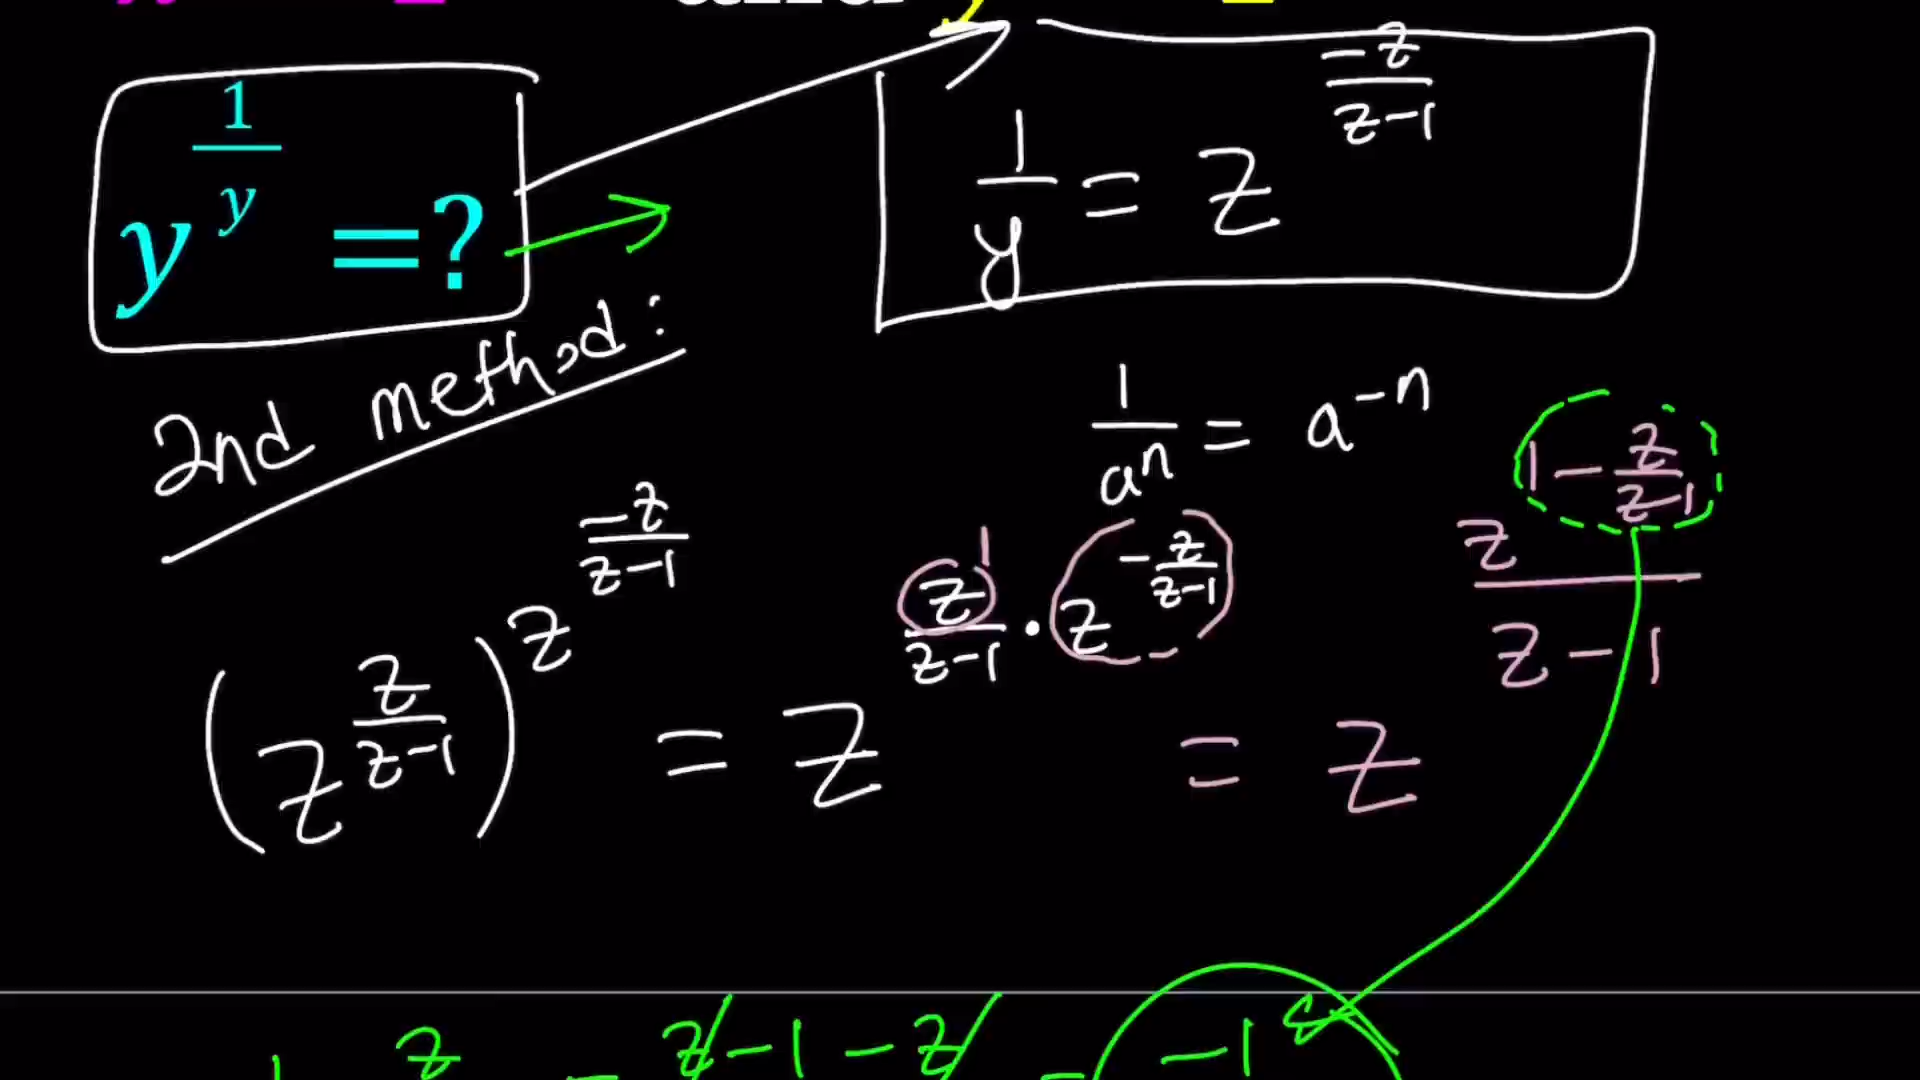 y^(1/y) = ?
1/y = z^(-z/(z-1))
2nd method:
1/a^n = a^-n
(z^(z/(z-1)))^(z^(-z/(z-1))) = z^(z^1/(z-1) · z^(-z/(z-1))) = z^(z^(1-z/(z-1))/(z-1))
z z-1-z = -1